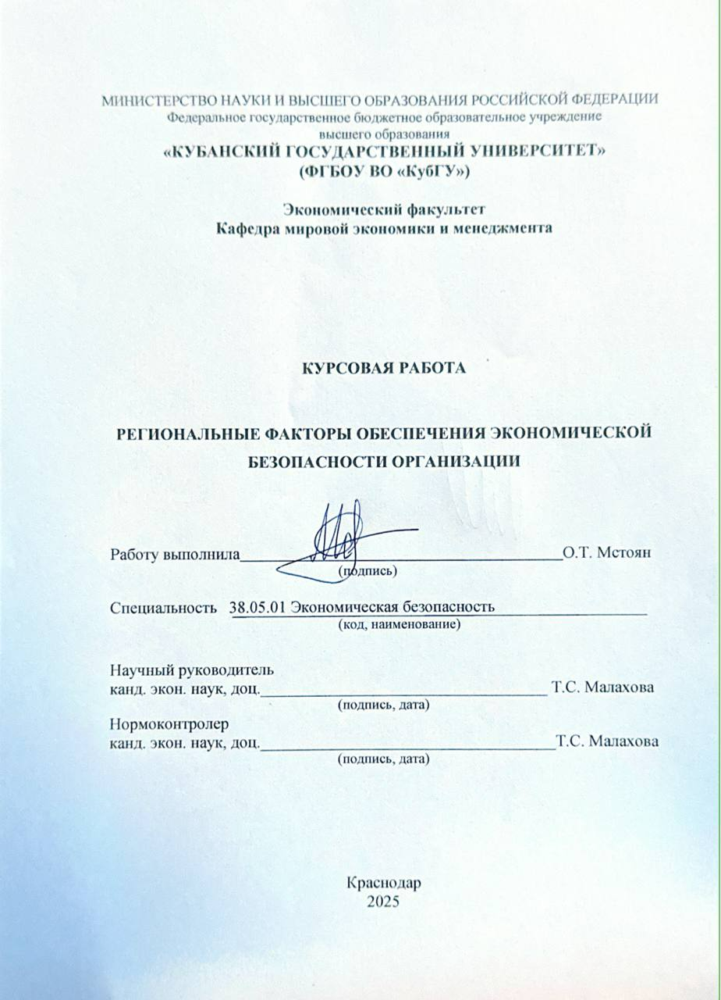 МИНИСТЕРСТВО НАУКИ И ВЫСШЕГО ОБРАЗОВАНИЯ РОССИЙСКОЙ ФЕДЕРАЦИИ
Федеральное государственное бюджетное образовательное учреждение
высшего образования
«КУБАНСКИЙ ГОСУДАРСТВЕННЫЙ УНИВЕРСИТЕТ»
(ФГБОУ ВО «КубГУ»)
Экономический факультет
Кафедра мировой экономики и менеджмента
КУРСОВАЯ РАБОТА
РЕГИОНАЛЬНЫЕ ФАКТОРЫ ОБЕСПЕЧЕНИЯ ЭКОНОМИЧЕСКОЙ
БЕЗОПАСНОСТИ ОРГАНИЗАЦИИ
Работу выполнила О.Т. Мстоян
(подпись)
Специальность 38.05.01 Экономическая безопасность
(код, наименование)
Научный руководитель
канд. экон. наук, доц. Т.С. Малахова
(подпись, дата)
Нормоконтролер
канд. экон. наук, доц. Т.С. Малахова
(подпись, дата)
Краснодар
2025